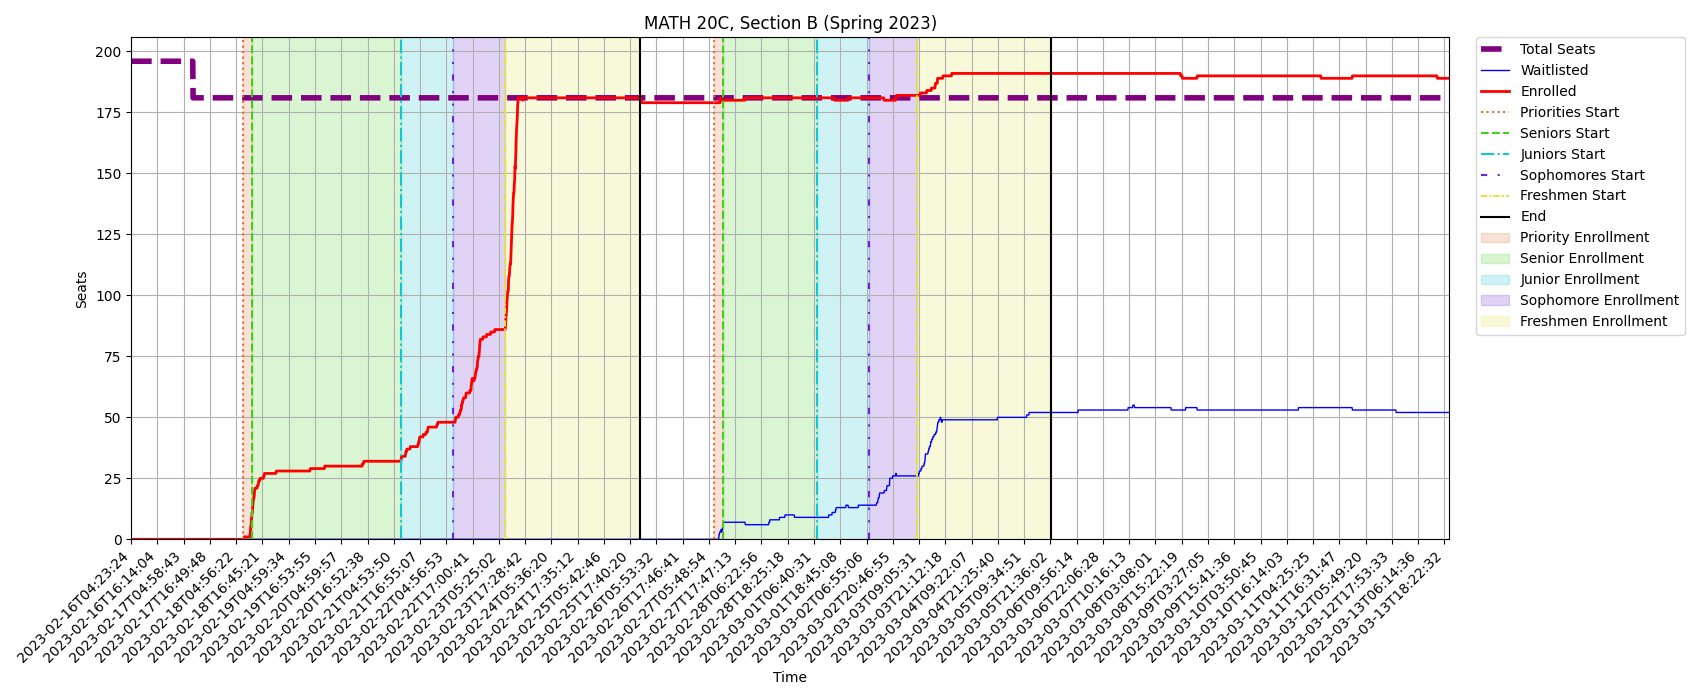 MATH 20C, Section B (Spring 2023)
Seats
200
175
150
125
100
75
50
25
0
2023-02-16T04:23:24
2023-02-16T16:14:04
2023-02-17T04:58:43
2023-02-17T16:49:48
2023-02-18T04:56:22
2023-02-18T16:45:21
2023-02-19T04:59:34
2023-02-19T16:53:55
2023-02-20T04:59:57
2023-02-20T16:52:38
2023-02-21T04:53:50
2023-02-21T16:55:07
2023-02-22T04:56:53
2023-02-22T17:00:41
2023-02-23T05:25:02
2023-02-23T17:28:42
2023-02-24T05:36:20
2023-02-24T17:35:12
2023-02-25T05:42:46
2023-02-25T17:40:20
2023-02-26T05:53:32
2023-02-26T17:46:41
2023-02-27T05:48:54
2023-02-27T17:47:13
2023-02-28T06:22:56
2023-02-28T18:25:18
2023-03-01T06:40:31
2023-03-01T18:45:08
2023-03-02T06:55:06
2023-03-02T20:46:55
2023-03-03T09:05:31
2023-03-03T21:12:18
2023-03-04T09:22:07
2023-03-04T21:25:40
2023-03-05T09:34:51
2023-03-05T21:36:02
2023-03-06T09:56:14
2023-03-06T22:06:28
2023-03-07T10:16:13
2023-03-08T03:08:01
2023-03-08T15:22:19
2023-03-09T03:27:05
2023-03-09T15:41:36
2023-03-10T03:50:45
2023-03-10T16:14:03
2023-03-11T04:25:25
2023-03-11T16:31:47
2023-03-12T05:49:20
2023-03-12T17:53:33
2023-03-13T06:14:36
2023-03-13T18:22:32
Time
Total Seats
Waitlisted
Enrolled
Priorities Start
Seniors Start
Juniors Start
Sophomores Start
Freshmen Start
End
Priority Enrollment
Senior Enrollment
Junior Enrollment
Sophomore Enrollment
Freshmen Enrollment